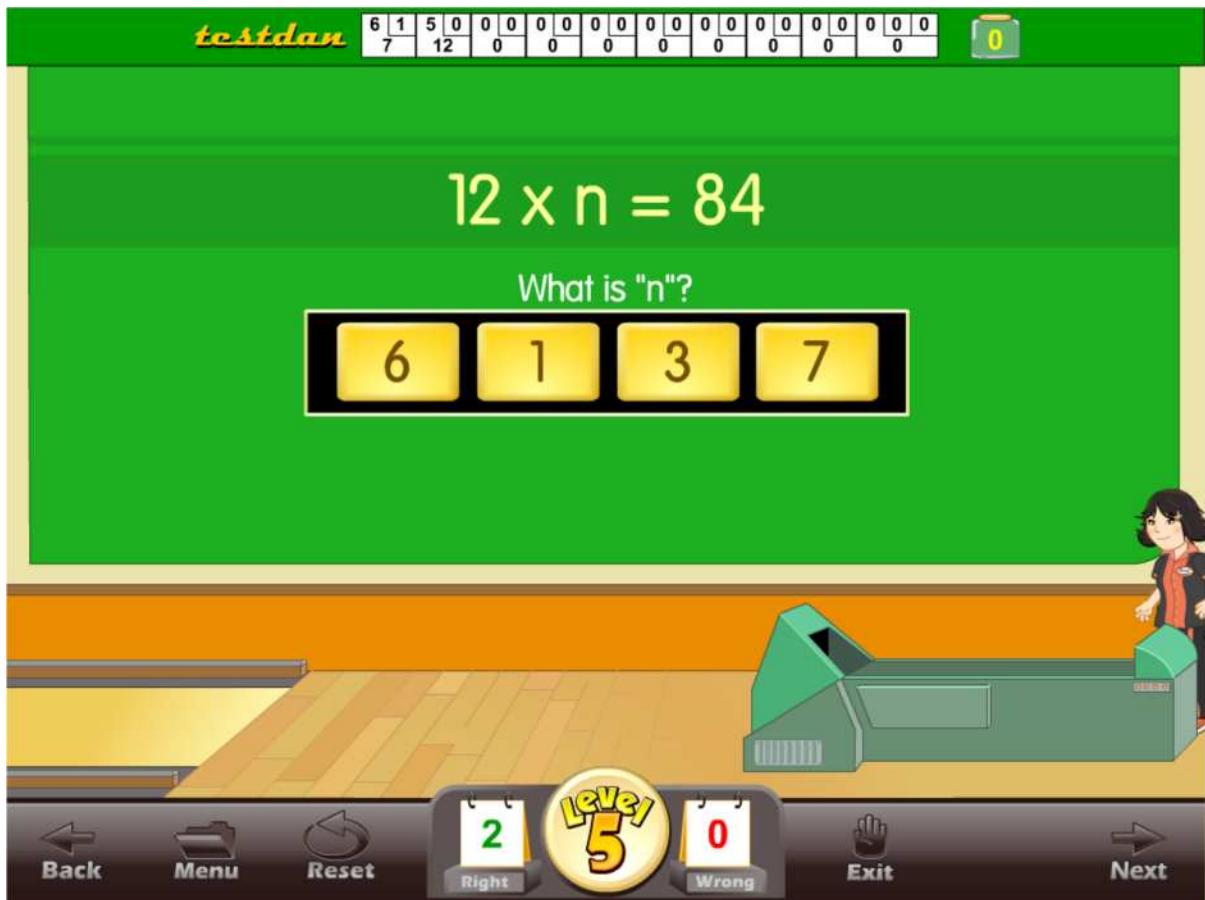 testdan 6 1 5 0 0 0 0 0 0 0 0 0 0 0 0 0 0 0 0 0 0 0
7 12 0 0 0 0 0 0 0 0
0
12 x n = 84
What is "n"?
6 1 3 7
Level
5
2 0
Right Wrong
Back Menu Reset Exit Next